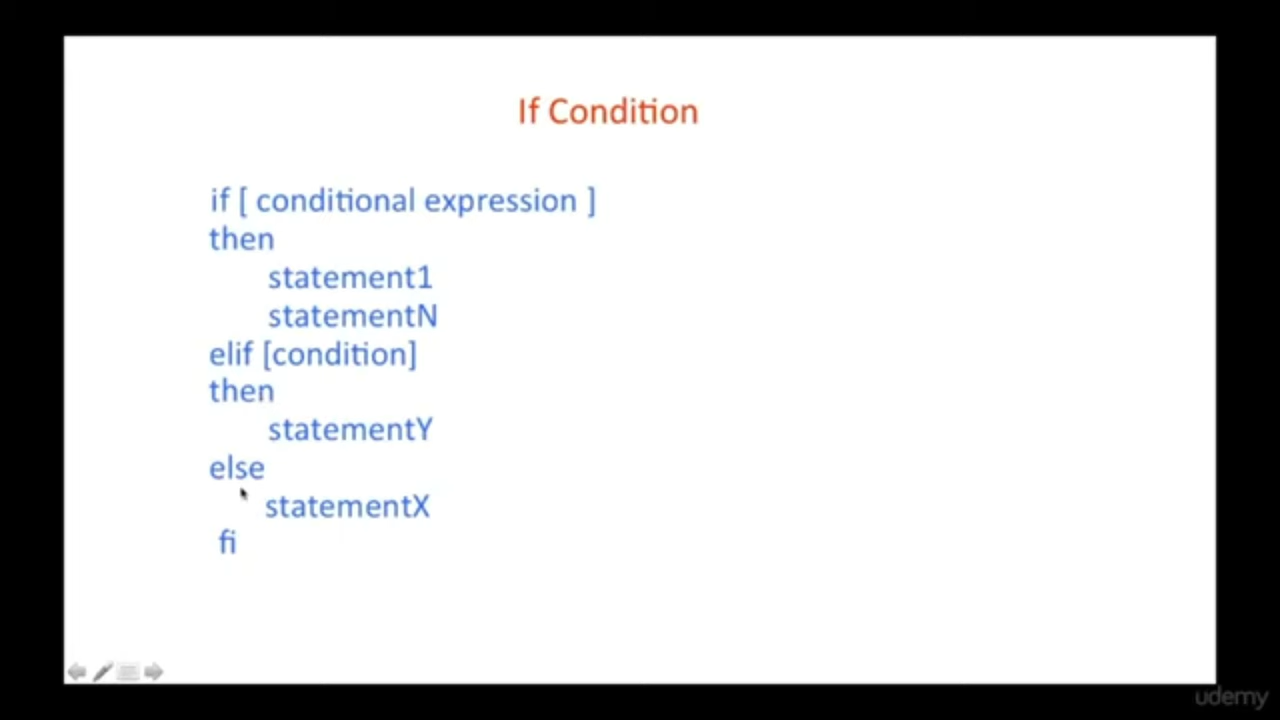 If Condition
if [ conditional expression ]
then
statement1
statementN
elif [condition]
then
statementY
else
statementX
fi
udemy